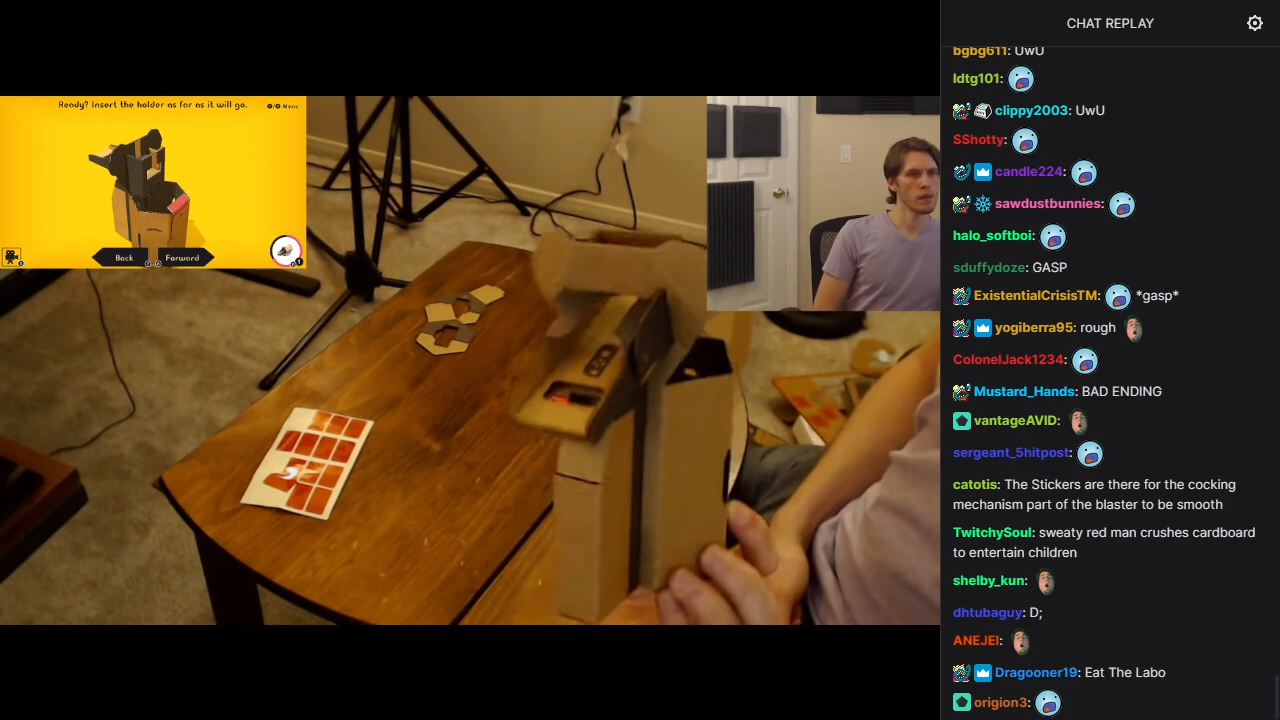 Ready? Insert the holder as far as it will go.
Menu
Back
Forward
CHAT REPLAY
bgbg611: UwU
ldtg101:
clippy2003: UwU
SShotty:
candle224:
sawdustbunnies:
halo_softboi:
sduffydoze: GASP
ExistentialCrisisTM: *gasp*
yogiberra95: rough
ColonelJack1234:
Mustard_Hands: BAD ENDING
vantageAVID:
sergeant_5hitpost:
catotis: The Stickers are there for the cocking
mechanism part of the blaster to be smooth
TwitchySoul: sweaty red man crushes cardboard
to entertain children
shelby_kun:
dhtubaguy: D;
ANEJEI:
Dragooner19: Eat The Labo
origion3: